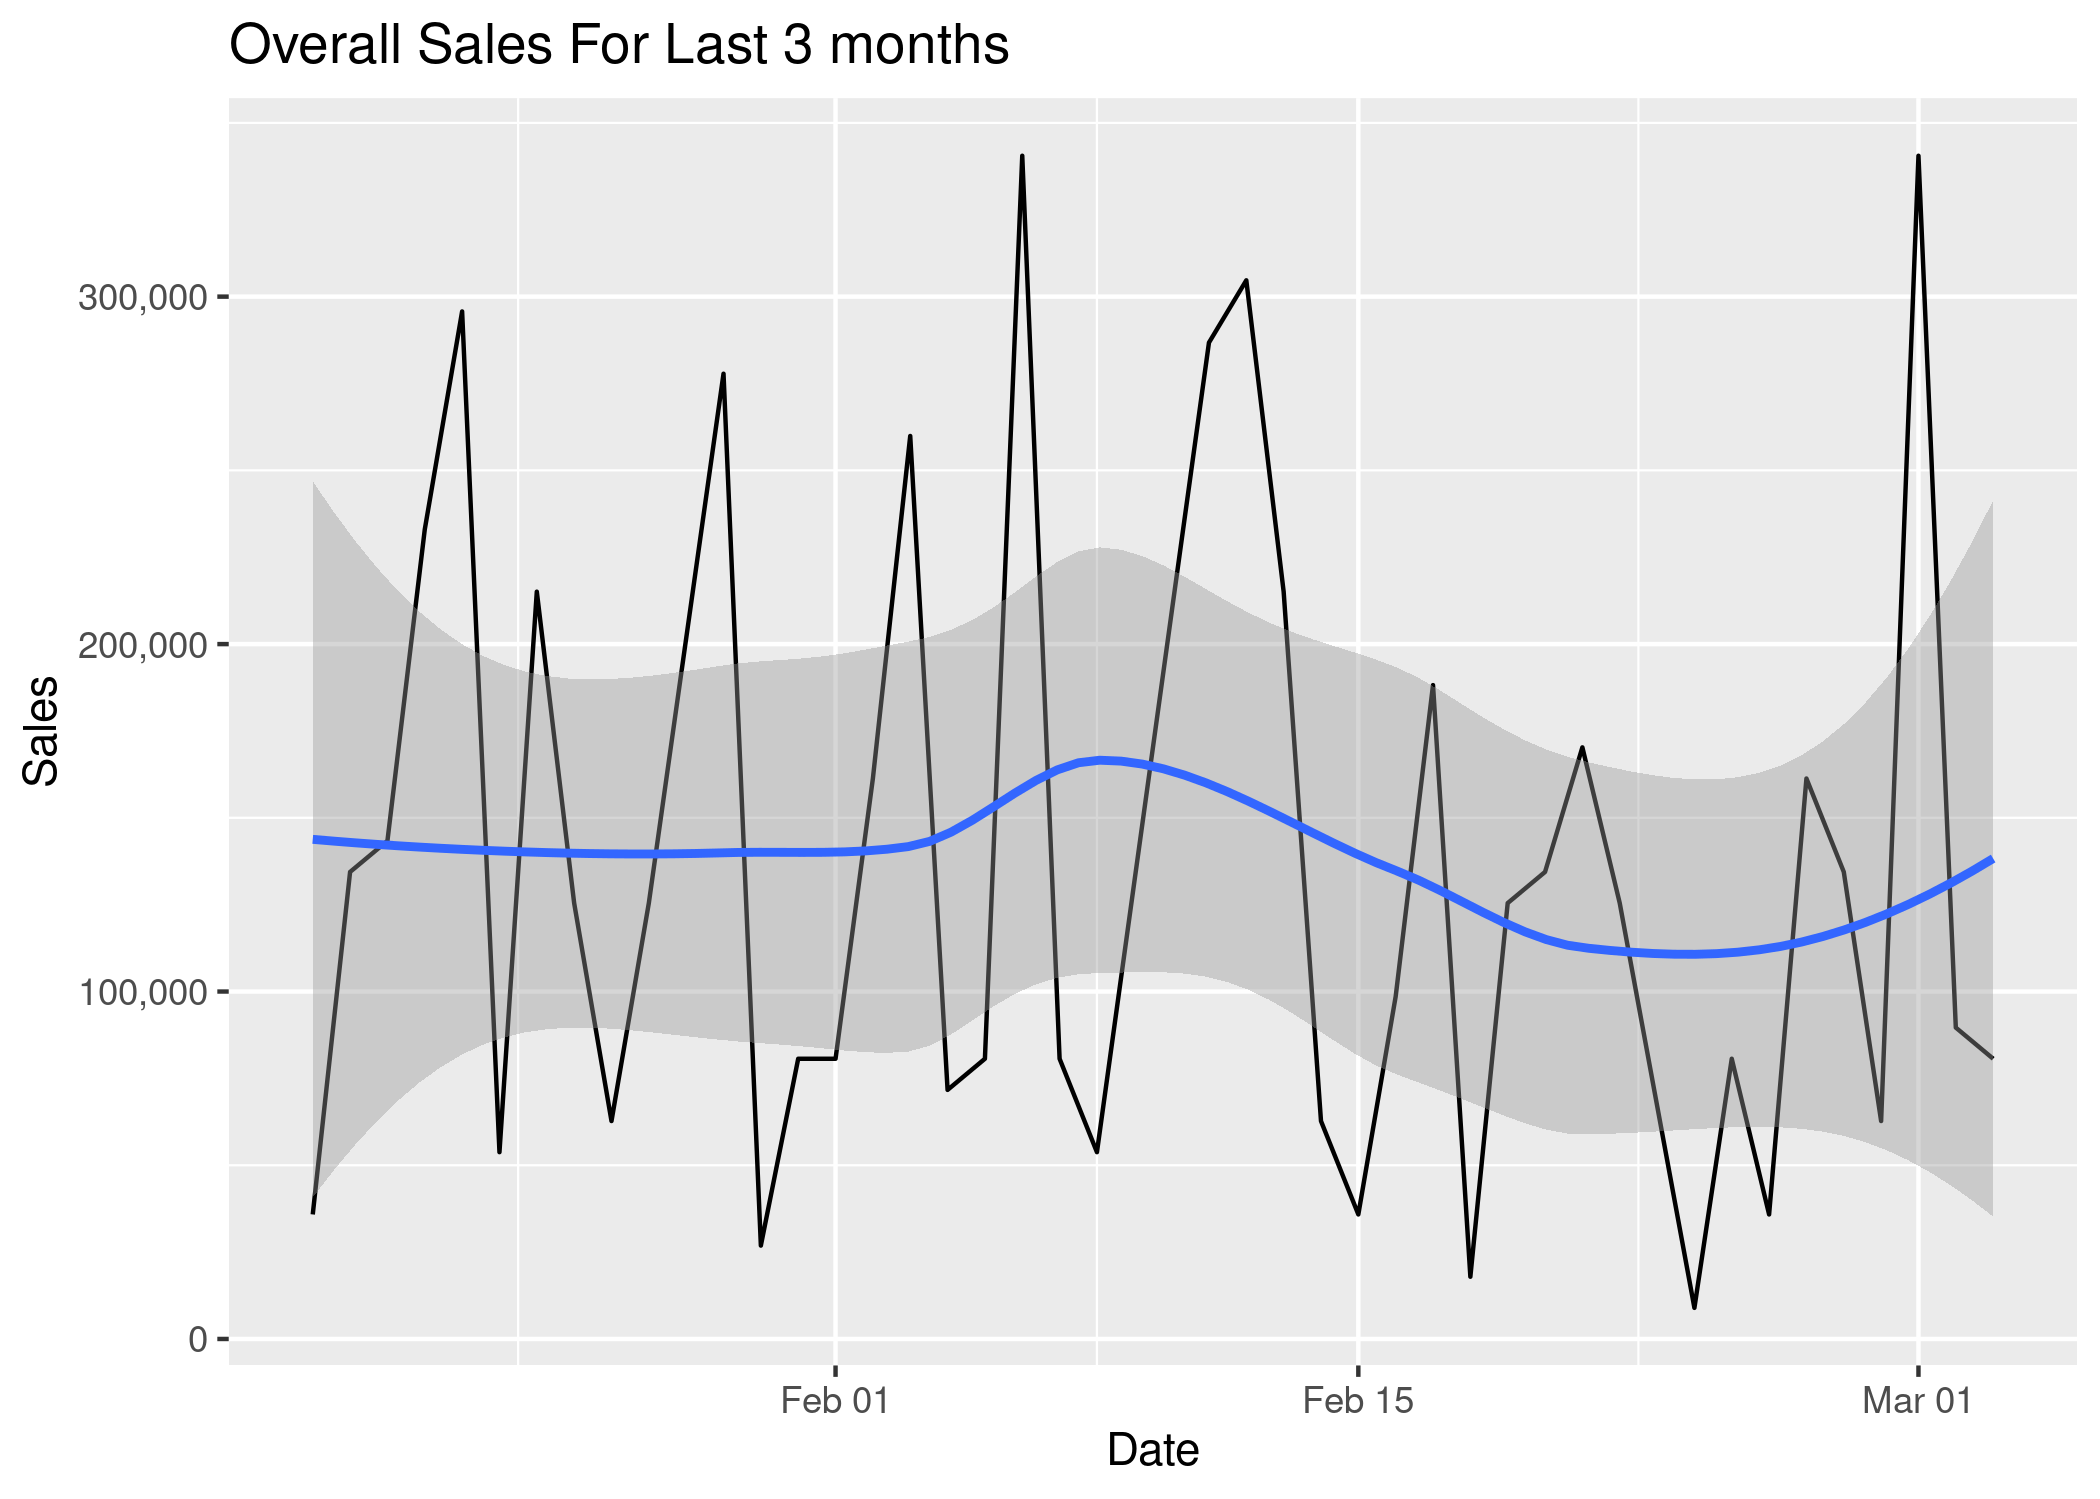 Overall Sales For Last 3 months
Sales
300,000
200,000
100,000
0
Feb 01
Feb 15
Mar 01
Date